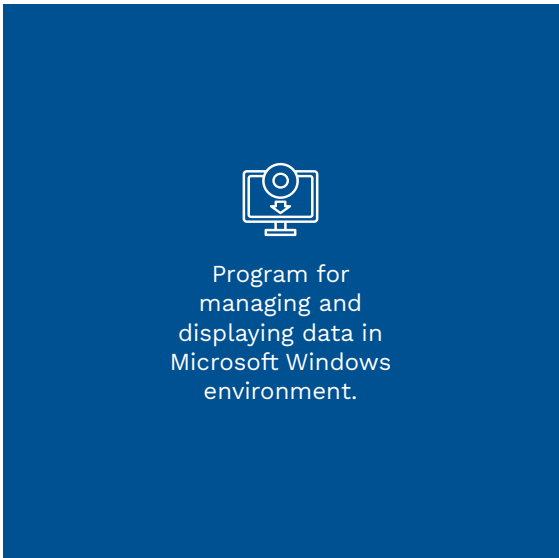 Program for
managing and
displaying data in
Microsoft Windows
environment.